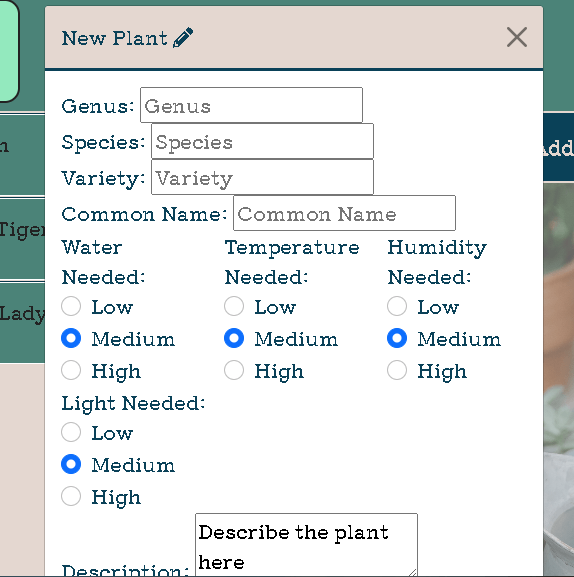 New Plant
Genus: Genus
Species: Species
Variety: Variety
Common Name: Common Name
Water Needed:
Low
Medium
High
Temperature Needed:
Low
Medium
High
Humidity Needed:
Low
Medium
High
Light Needed:
Low
Medium
High
Description: Describe the plant here
Tiger
Lady
Add